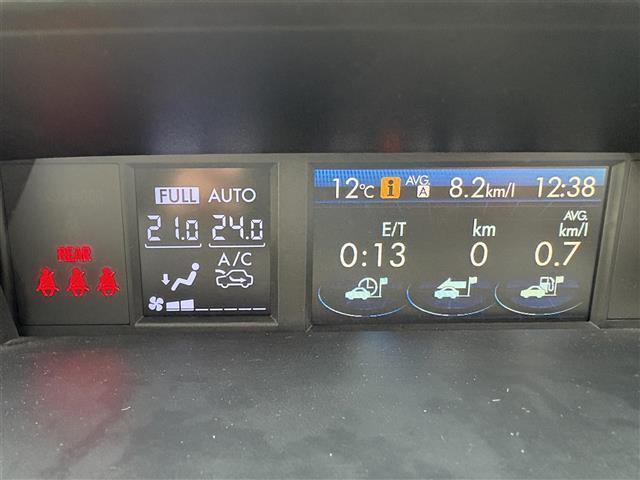 REAR
FULL AUTO
21.0 24.0
A/C
12°C i AVG. A 8.2km/l 12:38
E/T km AVG. km/l
0:13 0 0.7